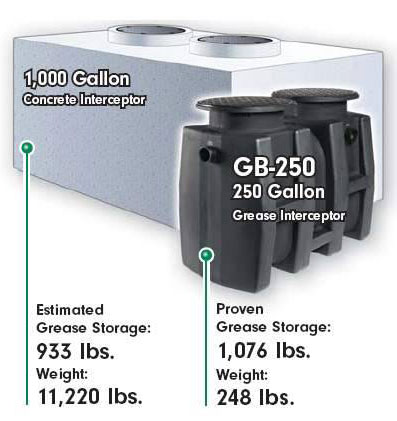 1,000 Gallon
Concrete Interceptor
GB-250
250 Gallon
Grease Interceptor
Estimated
Grease Storage:
933 lbs.
Weight:
11,220 lbs.
Proven
Grease Storage:
1,076 lbs.
Weight:
248 lbs.